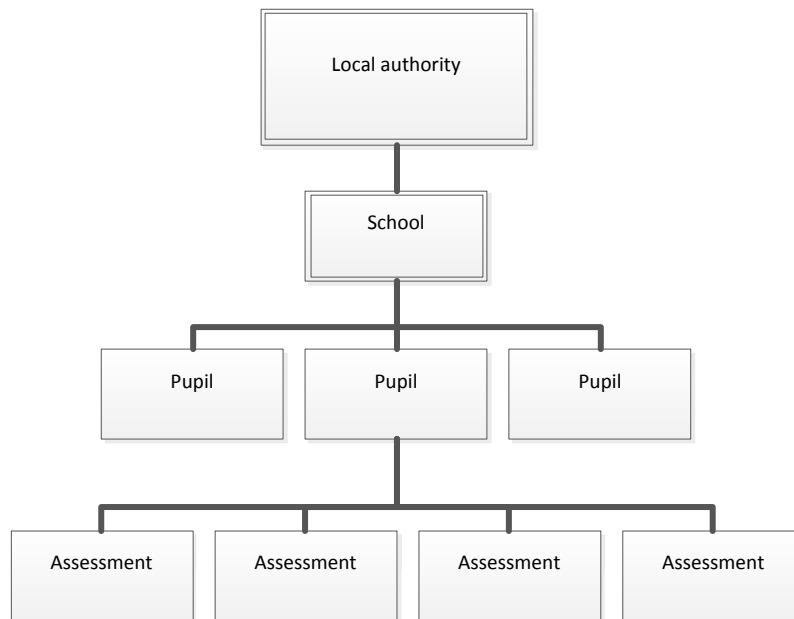 Local authority
School
Pupil
Pupil
Pupil
Assessment
Assessment
Assessment
Assessment